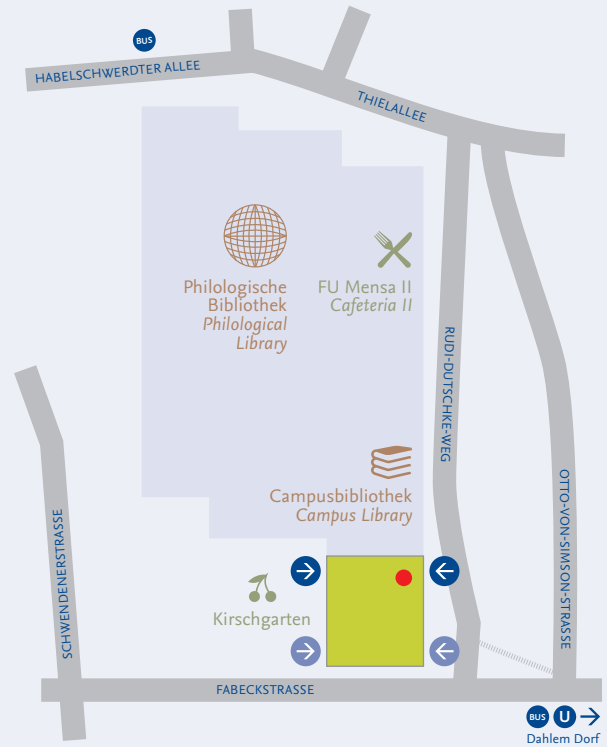 BUS
HABELSCHWERDTER ALLEE
THIELALLEE
Philologische
Bibliothek
Philological
Library
FU Mensa II
Cafeteria II
RUDI-DUTSCHKE-WEG
Campusbibliothek
Campus Library
OTTO-VON-SIMSON-STRASSE
SCHWENDENERSTRASSE
Kirschgarten
FABECKSTRASSE
BUS U
Dahlem Dorf